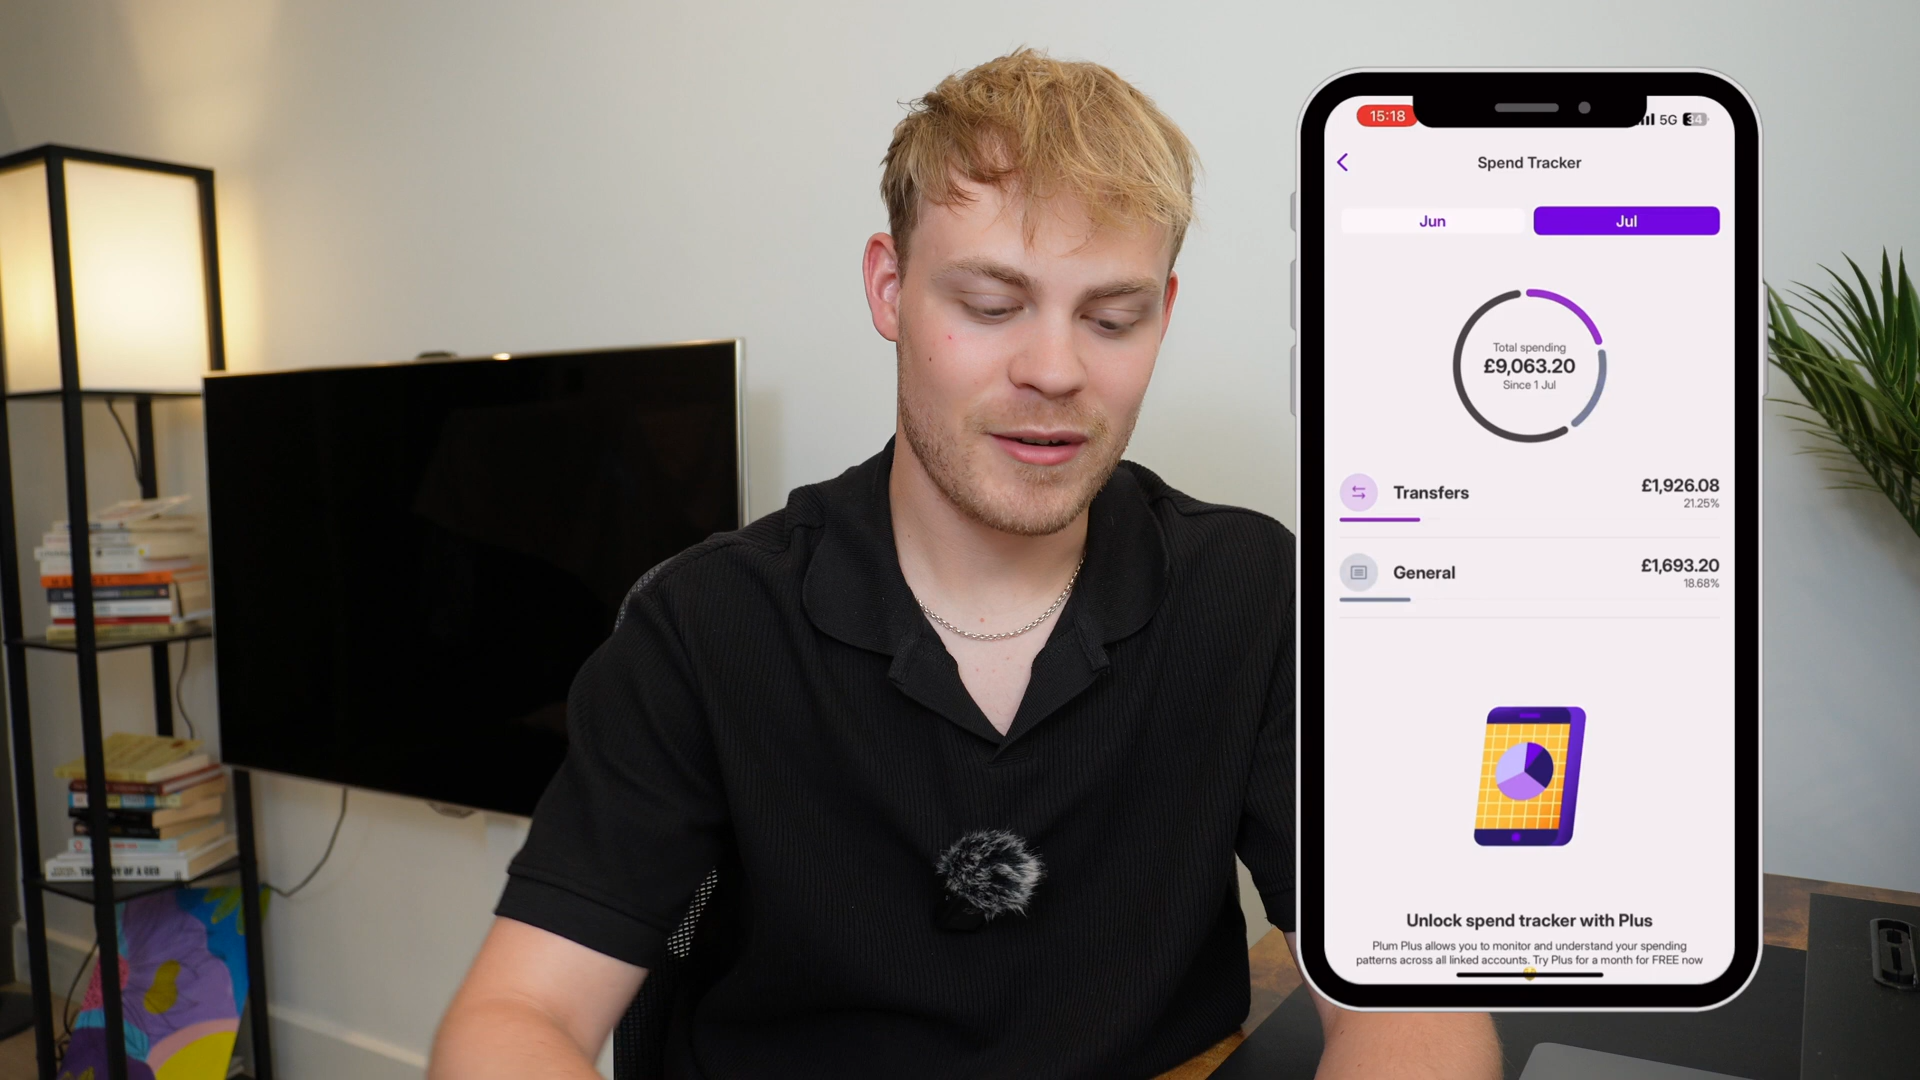 15:18
5G
34
Spend Tracker
Jun
Jul
Total spending
£9,063.20
Since 1 Jul
Transfers
£1,926.08
21.25%
General
£1,693.20
18.68%
Unlock spend tracker with Plus
Plum Plus allows you to monitor and understand your spending
patterns across all linked accounts. Try Plus for a month for FREE now